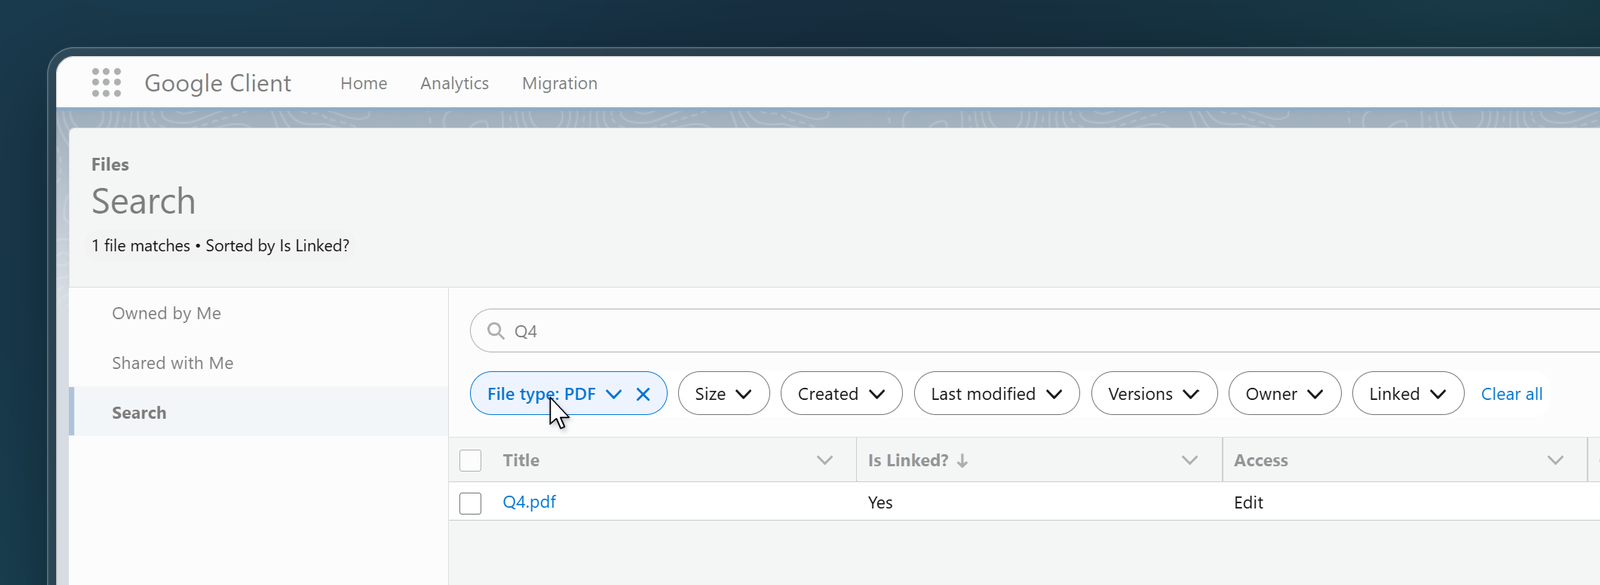 Google Client Home Analytics Migration
Files
Search
1 file matches • Sorted by Is Linked?
Owned by Me
Shared with Me
Search
Q4
File type: PDF Size Created Last modified Versions Owner Linked Clear all
Title Is Linked? Access
Q4.pdf Yes Edit